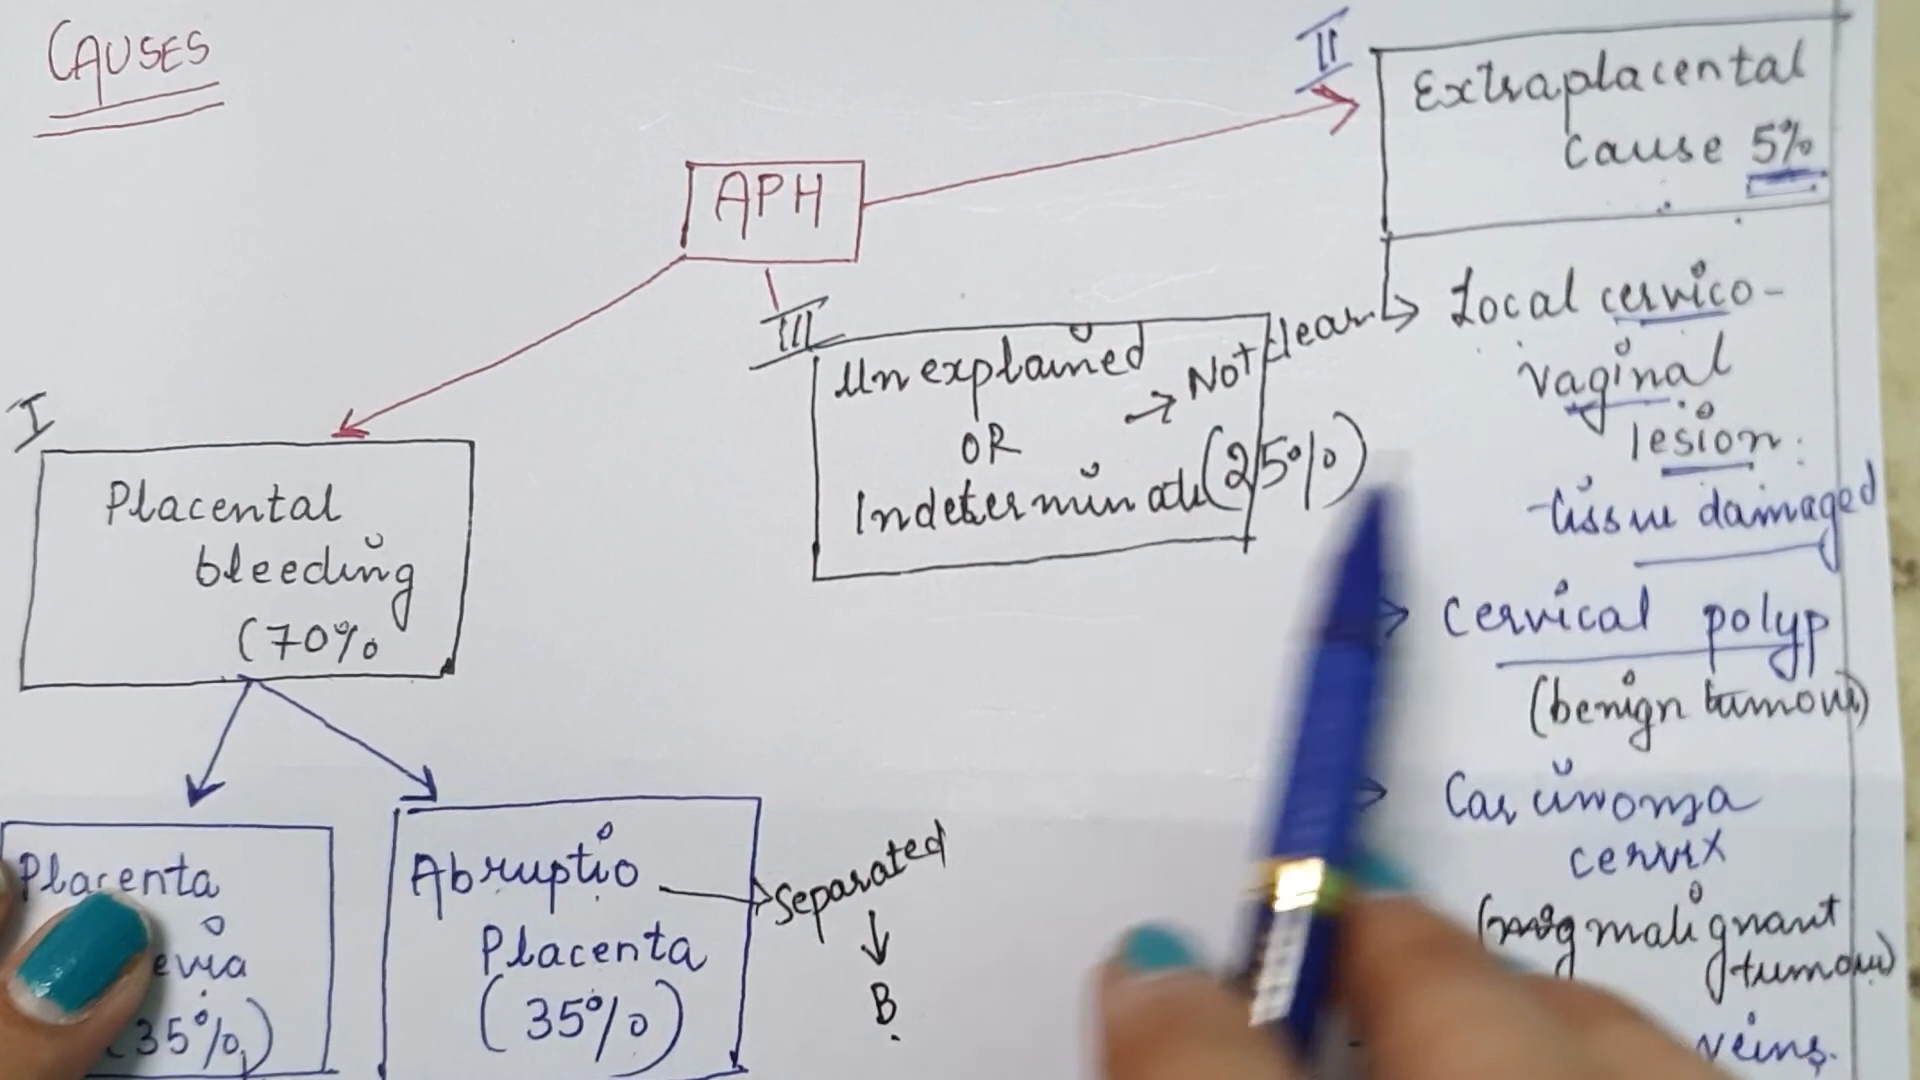 CAUSES
APH
II
Extraplacental
cause 5%
Local cervico-
vaginal
lesion
-tissue damaged
cervical polyp
(benign tumour)
Carcinoma
cervix
malignant
tumour)
veins.
III
Unexplained
OR
Indeterminate (25%)
→ Not clear
I
Placental
bleeding
(70%
Placenta
(35%)
Abruptio
Placenta
(35%)
Separated
↓
B